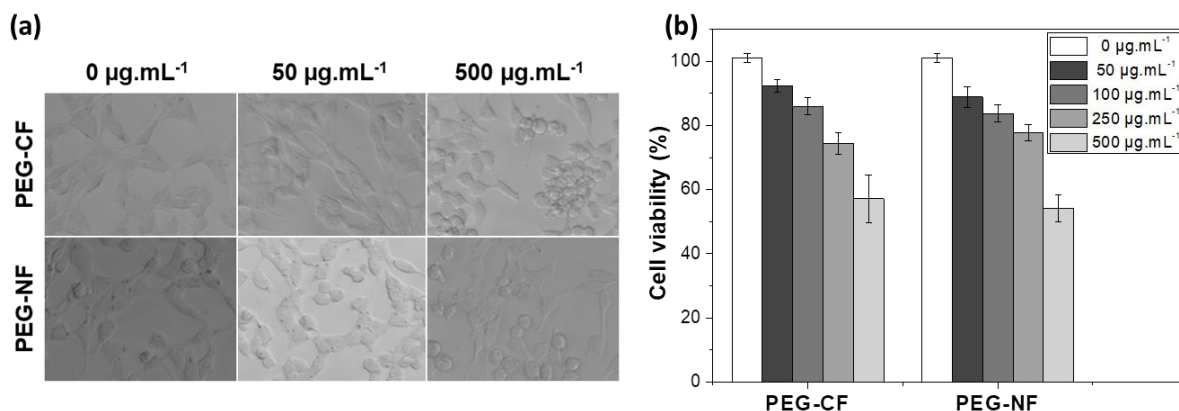 (a)
0 µg.mL⁻¹ 50 µg.mL⁻¹ 500 µg.mL⁻¹
PEG-CF
PEG-NF
(b)
Cell viability (%)
100
80
60
40
20
0
PEG-CF PEG-NF
0 µg.mL⁻¹
50 µg.mL⁻¹
100 µg.mL⁻¹
250 µg.mL⁻¹
500 µg.mL⁻¹